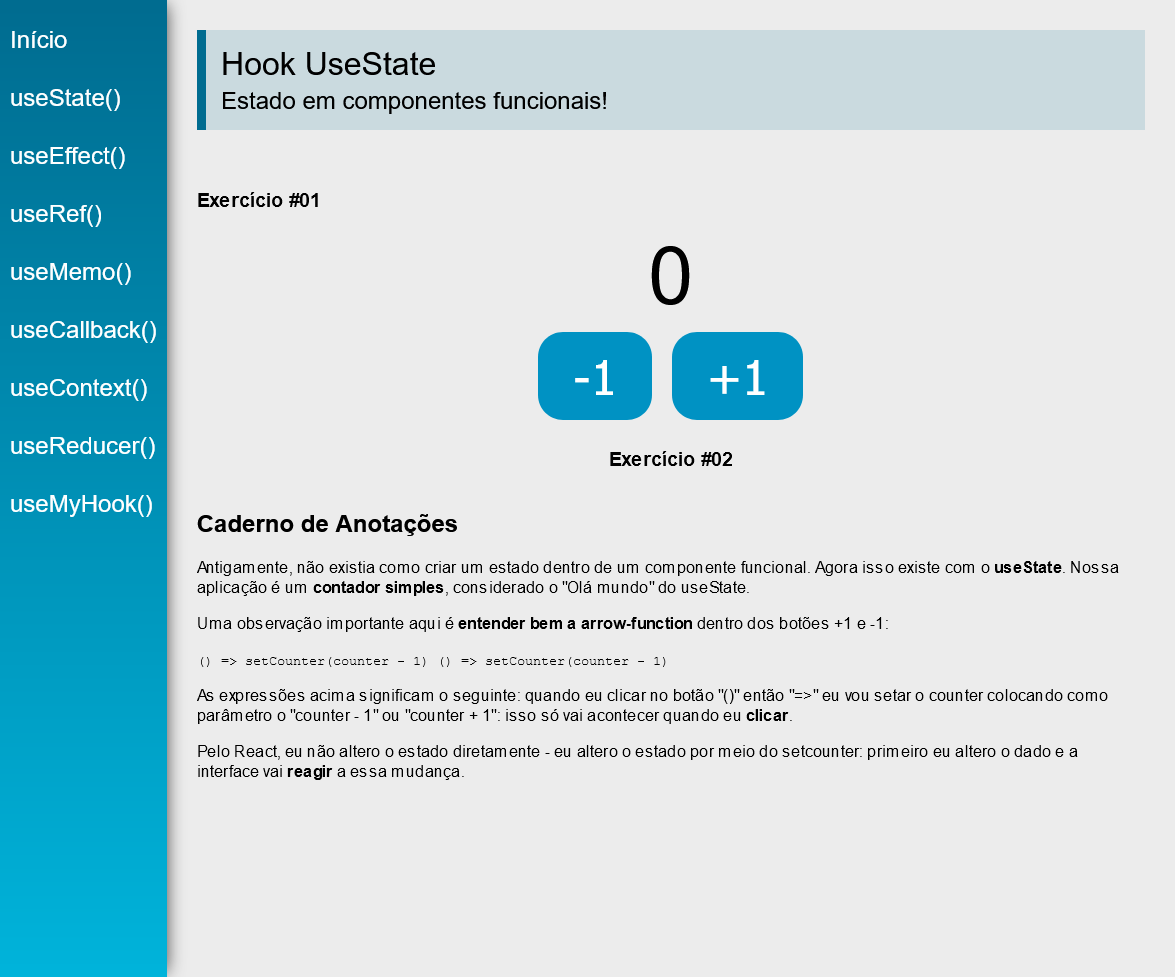 Início
useState()
useEffect()
useRef()
useMemo()
useCallback()
useContext()
useReducer()
useMyHook()
Hook UseState
Estado em componentes funcionais!
Exercício #01
0
-1 +1
Exercício #02
Caderno de Anotações
Antigamente, não existia como criar um estado dentro de um componente funcional. Agora isso existe com o useState. Nossa
aplicação é um contador simples, considerado o "Olá mundo" do useState.
Uma observação importante aqui é entender bem a arrow-function dentro dos botões +1 e -1:
() => setCounter(counter - 1) () => setCounter(counter - 1)
As expressões acima significam o seguinte: quando eu clicar no botão "()" então "=>" eu vou setar o counter colocando como
parâmetro o "counter - 1" ou "counter + 1": isso só vai acontecer quando eu clicar.
Pelo React, eu não altero o estado diretamente - eu altero o estado por meio do setcounter: primeiro eu altero o dado e a
interface vai reagir a essa mudança.